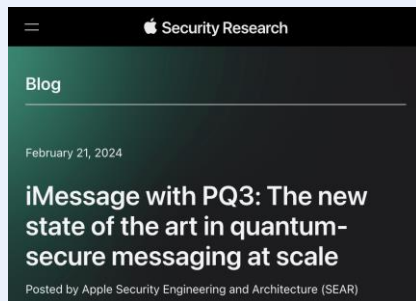 Security Research
Blog
February 21, 2024
iMessage with PQ3: The new
state of the art in quantum-
secure messaging at scale
Posted by Apple Security Engineering and Architecture (SEAR)